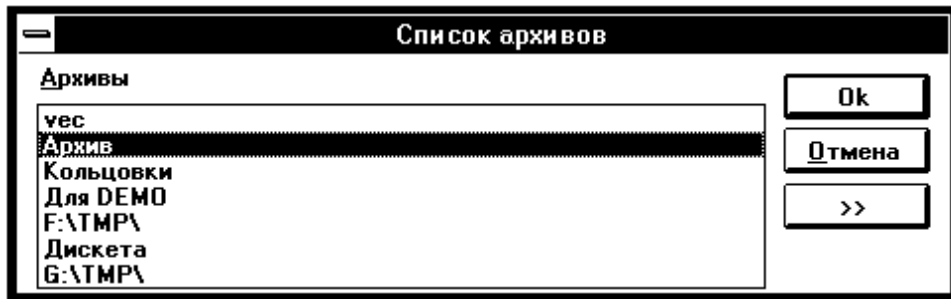 Список архивов
Архивы
vec
Архив
Кольцовки
Для DEMO
F:\TMP\
Дискета
G:\TMP\
Ok
Отмена
>>